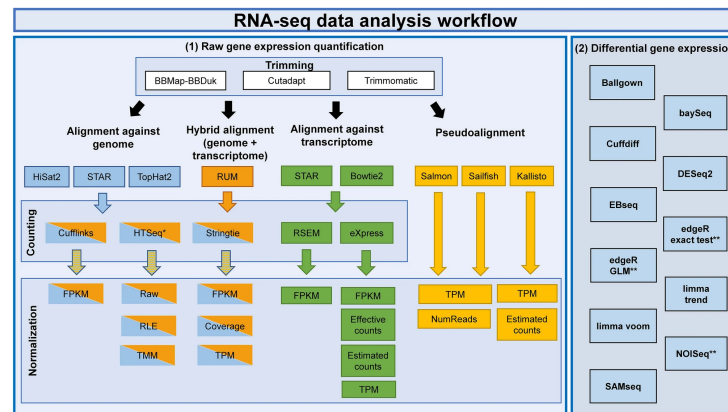 RNA-seq data analysis workflow
(1) Raw gene expression quantification
Trimming
BBMap-BBDuk
Cutadapt
Trimmomatic
Alignment against
genome
Hybrid alignment
(genome +
transcriptome)
Alignment against
transcriptome
Pseudoalignment
HiSat2
STAR
TopHat2
RUM
STAR
Bowtie2
Salmon
Sailfish
Kallisto
Counting
Cufflinks
HTSeq*
Stringtie
RSEM
eXpress
Normalization
FPKM
Raw
FPKM
FPKM
FPKM
TPM
TPM
RLE
Coverage
Effective
counts
NumReads
Estimated
counts
TMM
TPM
Estimated
counts
TPM
(2) Differential gene expression
Ballgown
baySeq
Cuffdiff
DESeq2
EBseq
edgeR
exact test**
edgeR
GLM**
limma
trend
limma voom
NOISeq**
SAMseq